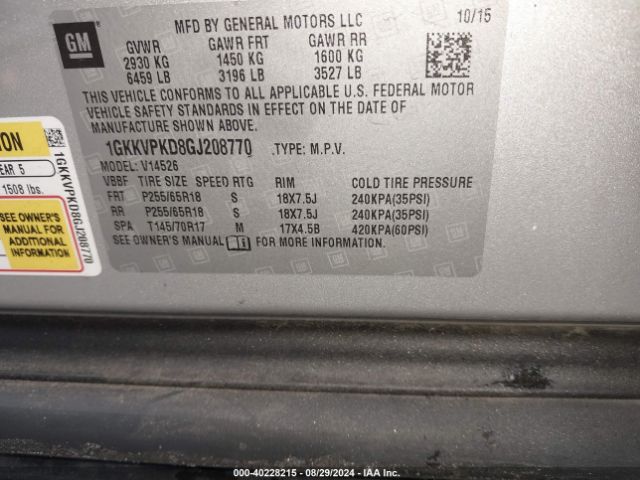 GM
MFD BY GENERAL MOTORS LLC 10/15
GVWR GAWR FRT GAWR RR
2930 KG 1450 KG 1600 KG
6459 LB 3196 LB 3527 LB
THIS VEHICLE CONFORMS TO ALL APPLICABLE U.S. FEDERAL MOTOR
VEHICLE SAFETY STANDARDS IN EFFECT ON THE DATE OF
MANUFACTURE SHOWN ABOVE.
1GKKVPKD8GJ208770 TYPE: M.P.V.
MODEL: V14526
VBBF TIRE SIZE SPEED RTG RIM COLD TIRE PRESSURE
FRT P255/65R18 S 18X7.5J 240KPA(35PSI)
RR P255/65R18 S 18X7.5J 240KPA(35PSI)
SPA T145/70R17 M 17X4.5B 420KPA(60PSI)
SEE OWNER'S MANUAL FOR MORE INFORMATION.
EAR 5
1508 lbs.
SEE OWNER'S
MANUAL FOR
ADDITIONAL
INFORMATION
1GKKVPKD8GJ208770
000-40228215 - 08/29/2024 - IAA Inc.